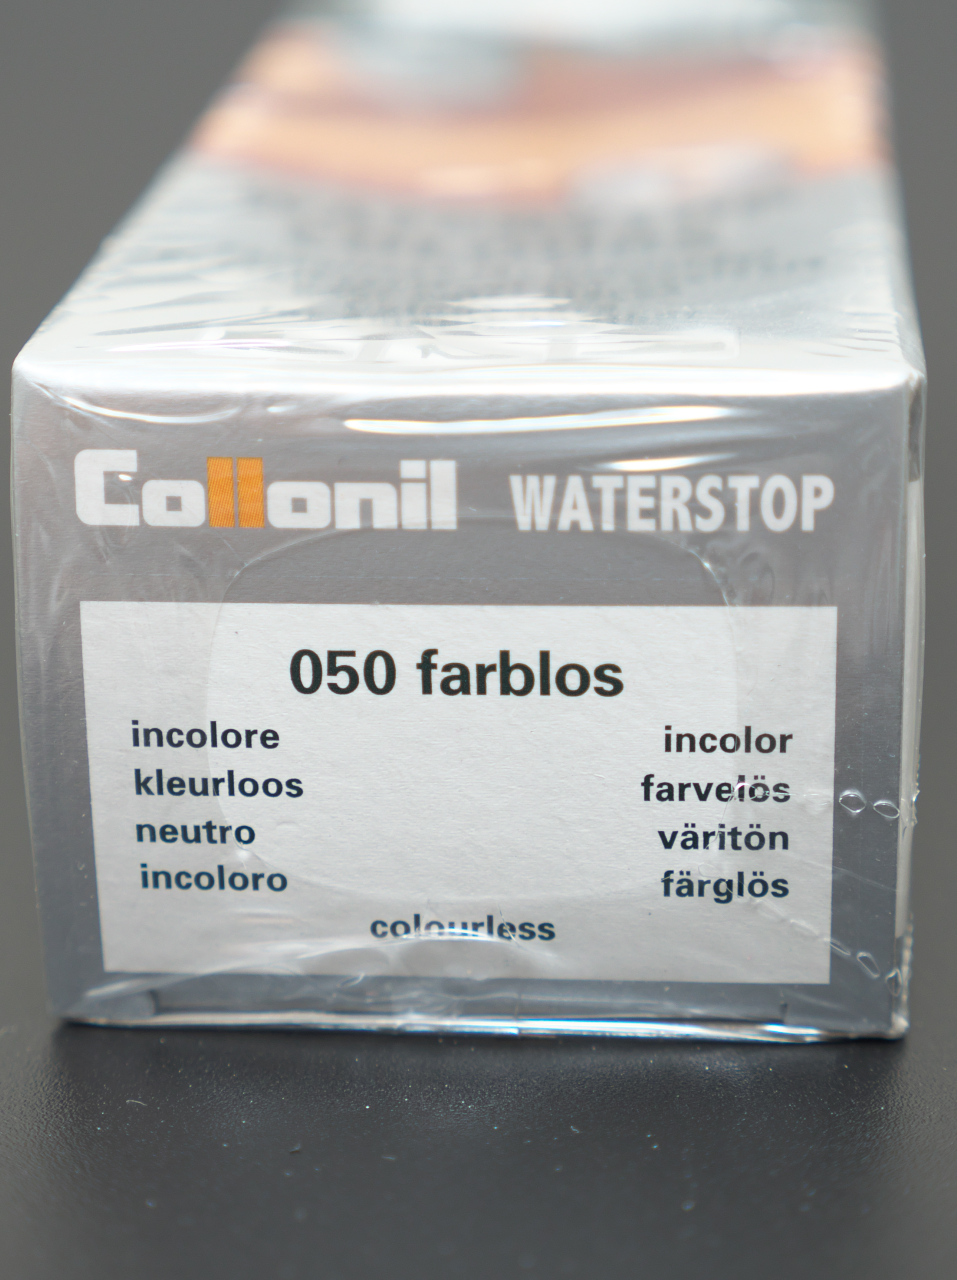 Collonil WATERSTOP
050 farblos
incolore incolor
kleurloos farvelös
neutro väritön
incoloro färglös
colourless